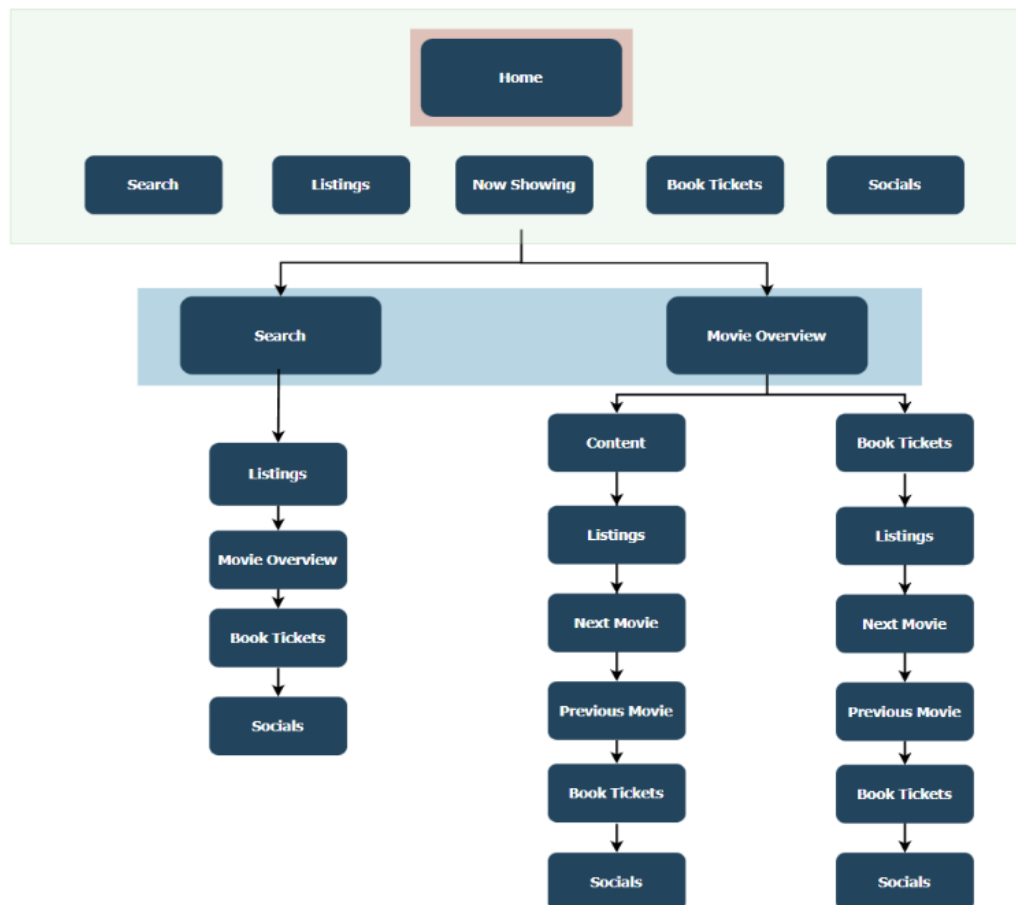 Home
Search
Listings
Now Showing
Book Tickets
Socials
Search
Movie Overview
Listings
Movie Overview
Book Tickets
Socials
Content
Listings
Next Movie
Previous Movie
Book Tickets
Socials
Book Tickets
Listings
Next Movie
Previous Movie
Book Tickets
Socials